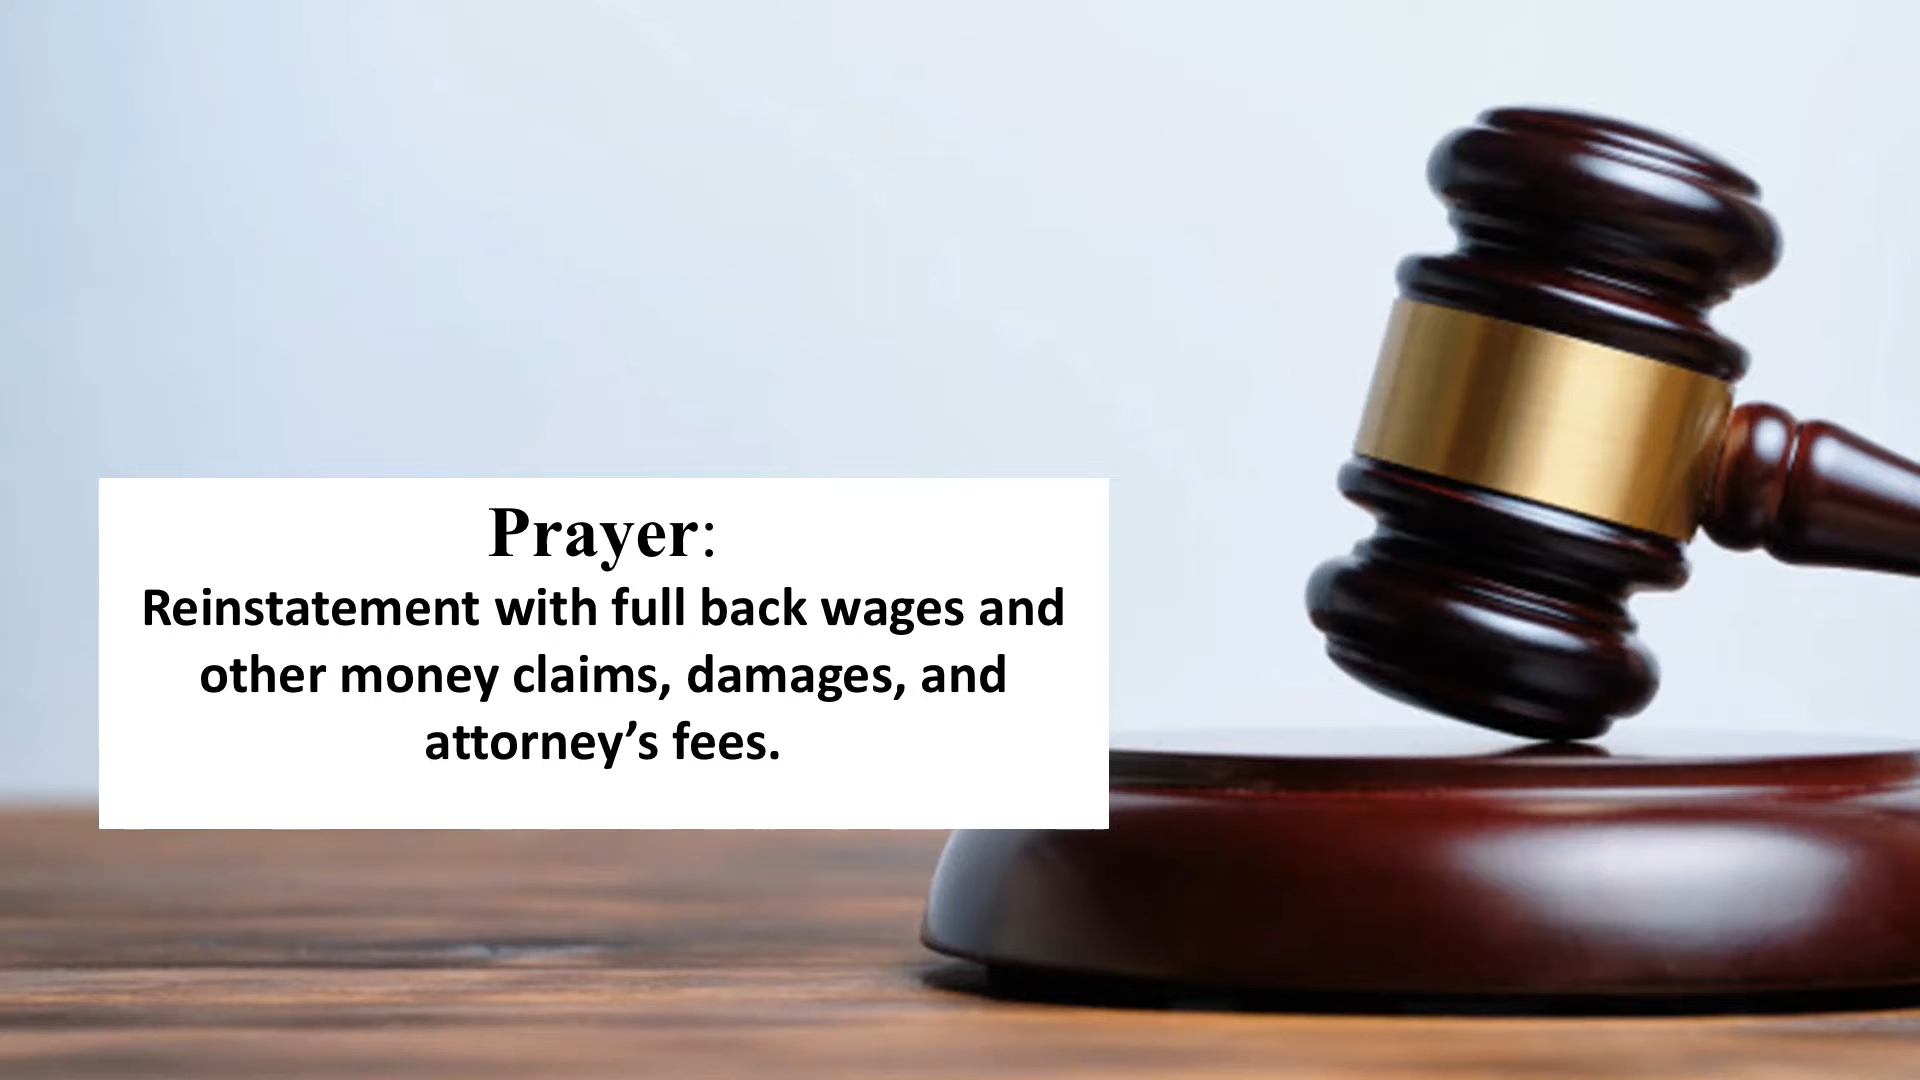 Prayer:
Reinstatement with full back wages and
other money claims, damages, and
attorney’s fees.